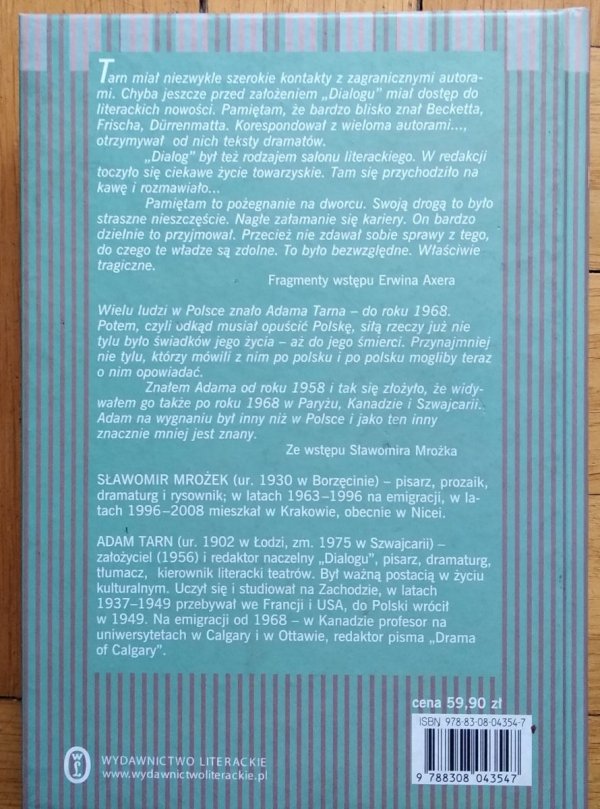 Tarn miał niezwykle szerokie kontakty z zagranicznymi autora-
mi. Chyba jeszcze przed założeniem „Dialogu” miał dostęp do
literackich nowości. Pamiętam, że bardzo blisko znał Becketta,
Frischa, Dürrenmatta. Korespondował z wieloma autorami...,
otrzymywał od nich teksty dramatów.
„Dialog” był też rodzajem salonu literackiego. W redakcji
toczyło się ciekawe życie towarzyskie. Tam się przychodziło na
kawę i rozmawiało...
Pamiętam to pożegnanie na dworcu. Swoją drogą to było
straszne nieszczęście. Nagłe załamanie się kariery. On bardzo
dzielnie to przyjmował. Przecież nie zdawał sobie sprawy z tego,
do czego te władze są zdolne. To było bezwzględne. Właściwie
tragiczne.
Fragmenty wstępu Erwina Axera
Wielu ludzi w Polsce znało Adama Tarna – do roku 1968.
Potem, czyli odkąd musiał opuścić Polskę, siłą rzeczy już nie
tylu było świadków jego życia – aż do jego śmierci. Przynajmniej
nie tylu, którzy mówili z nim po polsku i po polsku mogliby teraz
o nim opowiadać.
Znałem Adama od roku 1958 i tak się złożyło, że widy-
wałem go także po roku 1968 w Paryżu, Kanadzie i Szwajcarii.
Adam na wygnaniu był inny niż w Polsce i jako ten inny
znacznie mniej jest znany.
Ze wstępu Sławomira Mrożka
SŁAWOMIR MROŻEK (ur. 1930 w Borzęcinie) – pisarz, prozaik,
dramaturg i rysownik; w latach 1963–1996 na emigracji, w la-
tach 1996–2008 mieszkał w Krakowie, obecnie w Nicei.
ADAM TARN (ur. 1902 w Łodzi, zm. 1975 w Szwajcarii) –
założyciel (1956) i redaktor naczelny „Dialogu”, pisarz, dramaturg,
tłumacz, kierownik literacki teatrów. Był ważną postacią w życiu
kulturalnym. Uczył się i studiował na Zachodzie, w latach
1937–1949 przebywał we Francji i USA, do Polski wrócił
w 1949. Na emigracji od 1968 – w Kanadzie profesor na
uniwersytetach w Calgary i w Ottawie, redaktor pisma „Drama
of Calgary”.
cena 59,90 zł
ISBN 978-83-08-04354-7
9 788308 043547
WYDAWNICTWO LITERACKIE
www.wydawnictwoliterackie.pl